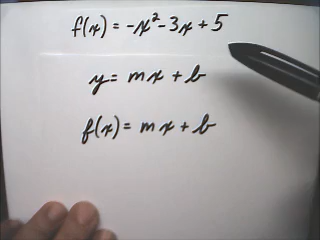 f(x) = -x² - 3x + 5
y = mx + b
f(x) = mx + b